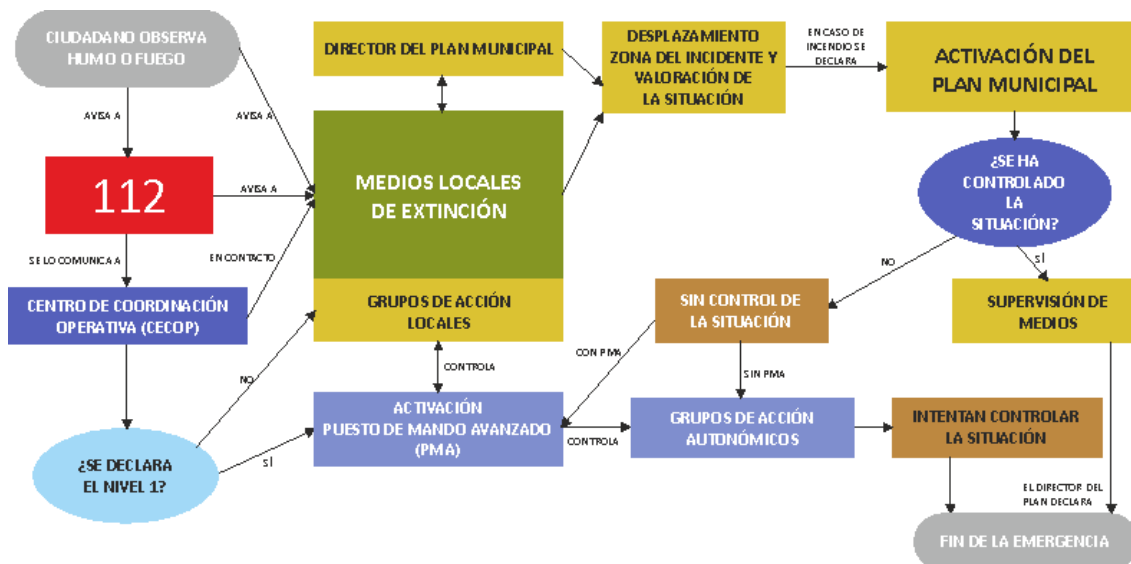 CIUDADANO OBSERVA
HUMO O FUEGO
AVISA A
AVISA A
112
AVISA A
SE LO COMUNICA A
EN CONTACTO
CENTRO DE COORDINACIÓN
OPERATIVA (CECOP)
¿SE DECLARA
EL NIVEL 1?
NO
SÍ
DIRECTOR DEL PLAN MUNICIPAL
MEDIOS LOCALES
DE EXTINCIÓN
GRUPOS DE ACCIÓN
LOCALES
CONTROLA
ACTIVACIÓN
PUESTO DE MANDO AVANZADO
(PMA)
CONTROLA
DESPLAZAMIENTO
ZONA DEL INCIDENTE Y
VALORACIÓN DE
LA SITUACIÓN
EN CASO DE
INCENDIO SE
DECLARA
ACTIVACIÓN DEL
PLAN MUNICIPAL
¿SE HA
CONTROLADO
LA
SITUACIÓN?
NO
SÍ
SIN CONTROL DE
LA SITUACIÓN
CON PMA
SIN PMA
GRUPOS DE ACCIÓN
AUTONÓMICOS
SUPERVISIÓN DE
MEDIOS
INTENTAN CONTROLAR
LA SITUACIÓN
EL DIRECTOR DEL
PLAN DECLARA
FIN DE LA EMERGENCIA